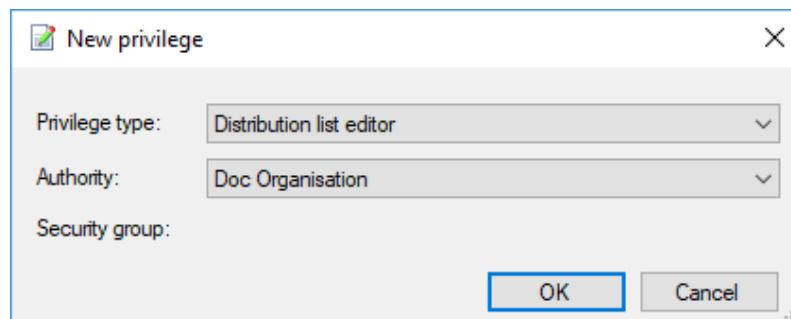 New privilege
Privilege type: Distribution list editor
Authority: Doc Organisation
Security group:
OK Cancel